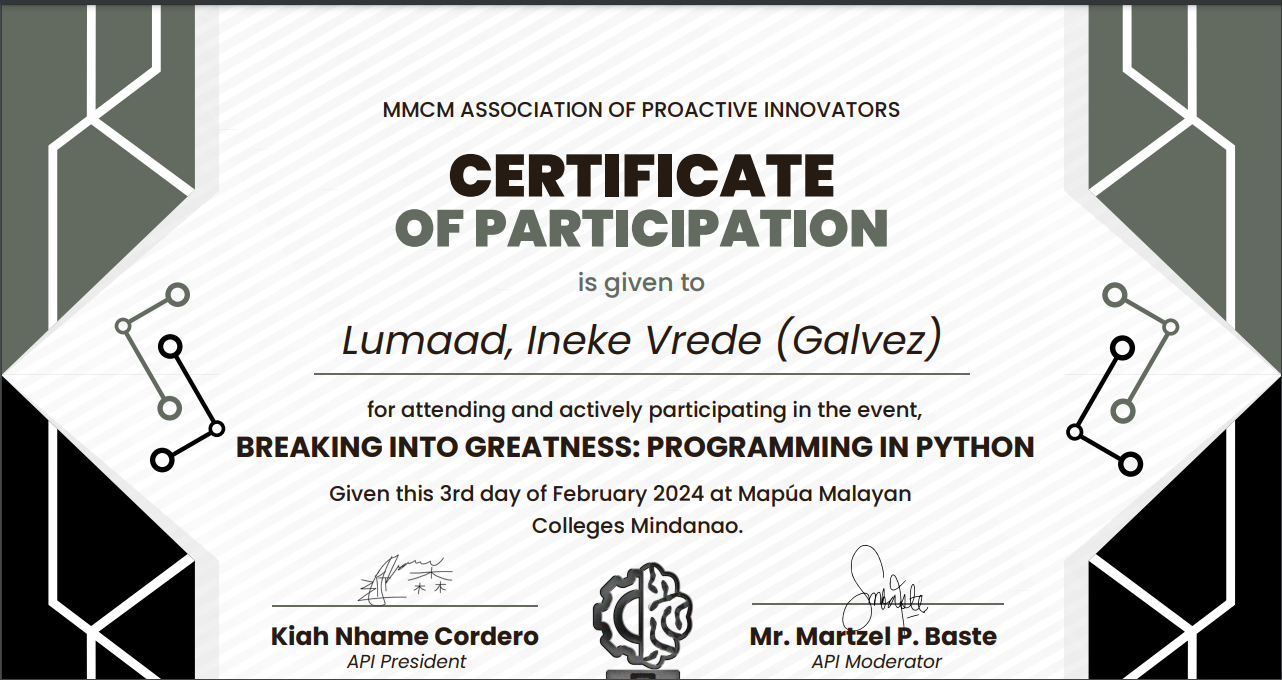 MMCM ASSOCIATION OF PROACTIVE INNOVATORS
CERTIFICATE
OF PARTICIPATION
is given to
Lumaad, Ineke Vrede (Galvez)
for attending and actively participating in the event,
BREAKING INTO GREATNESS: PROGRAMMING IN PYTHON
Given this 3rd day of February 2024 at Mapúa Malayan
Colleges Mindanao.
Kiah Nhame Cordero
API President
Mr. Martzel P. Baste
API Moderator